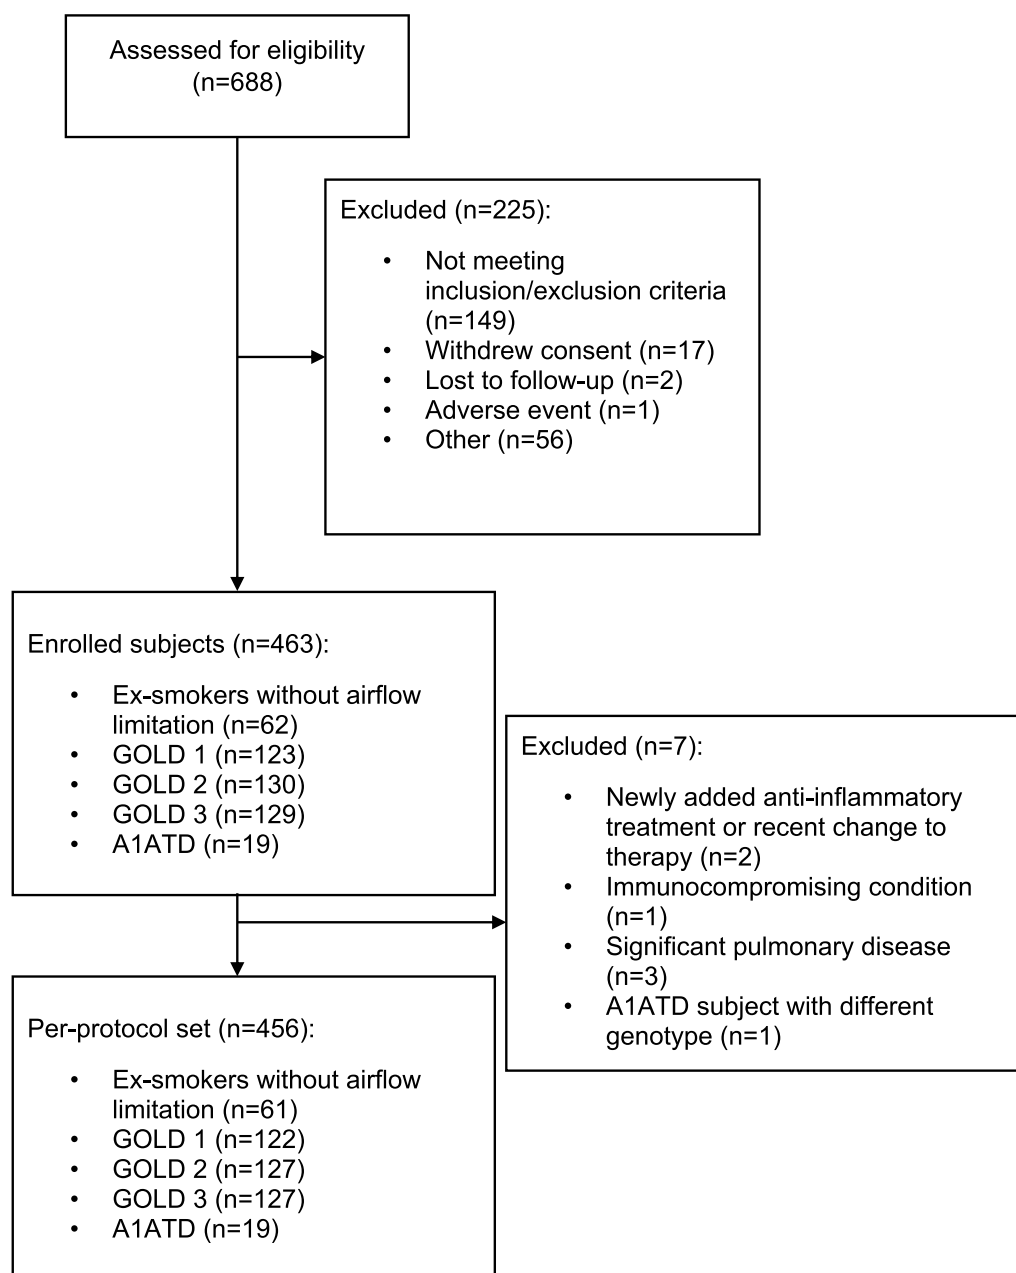 Assessed for eligibility
(n=688)
Excluded (n=225):
• Not meeting
inclusion/exclusion criteria
(n=149)
• Withdrew consent (n=17)
• Lost to follow-up (n=2)
• Adverse event (n=1)
• Other (n=56)
Enrolled subjects (n=463):
• Ex-smokers without airflow
limitation (n=62)
• GOLD 1 (n=123)
• GOLD 2 (n=130)
• GOLD 3 (n=129)
• A1ATD (n=19)
Excluded (n=7):
• Newly added anti-inflammatory
treatment or recent change to
therapy (n=2)
• Immunocompromising condition
(n=1)
• Significant pulmonary disease
(n=3)
• A1ATD subject with different
genotype (n=1)
Per-protocol set (n=456):
• Ex-smokers without airflow
limitation (n=61)
• GOLD 1 (n=122)
• GOLD 2 (n=127)
• GOLD 3 (n=127)
• A1ATD (n=19)